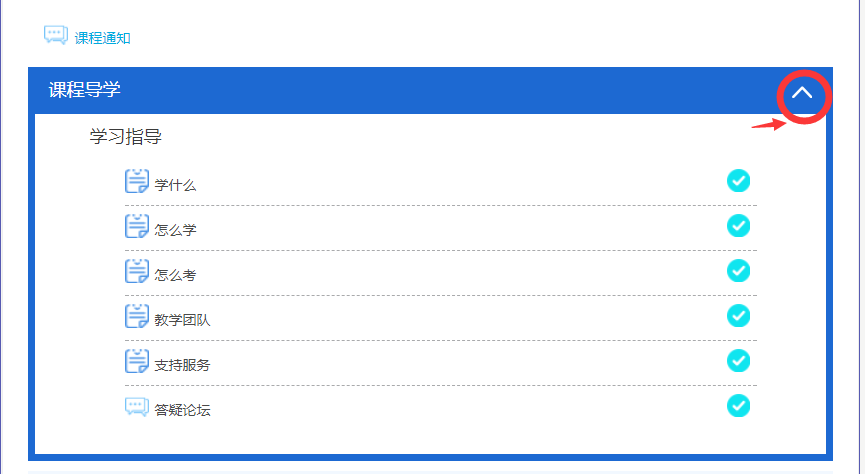 课程通知
课程导学
学习指导
学什么
怎么学
怎么考
教学团队
支持服务
答疑论坛